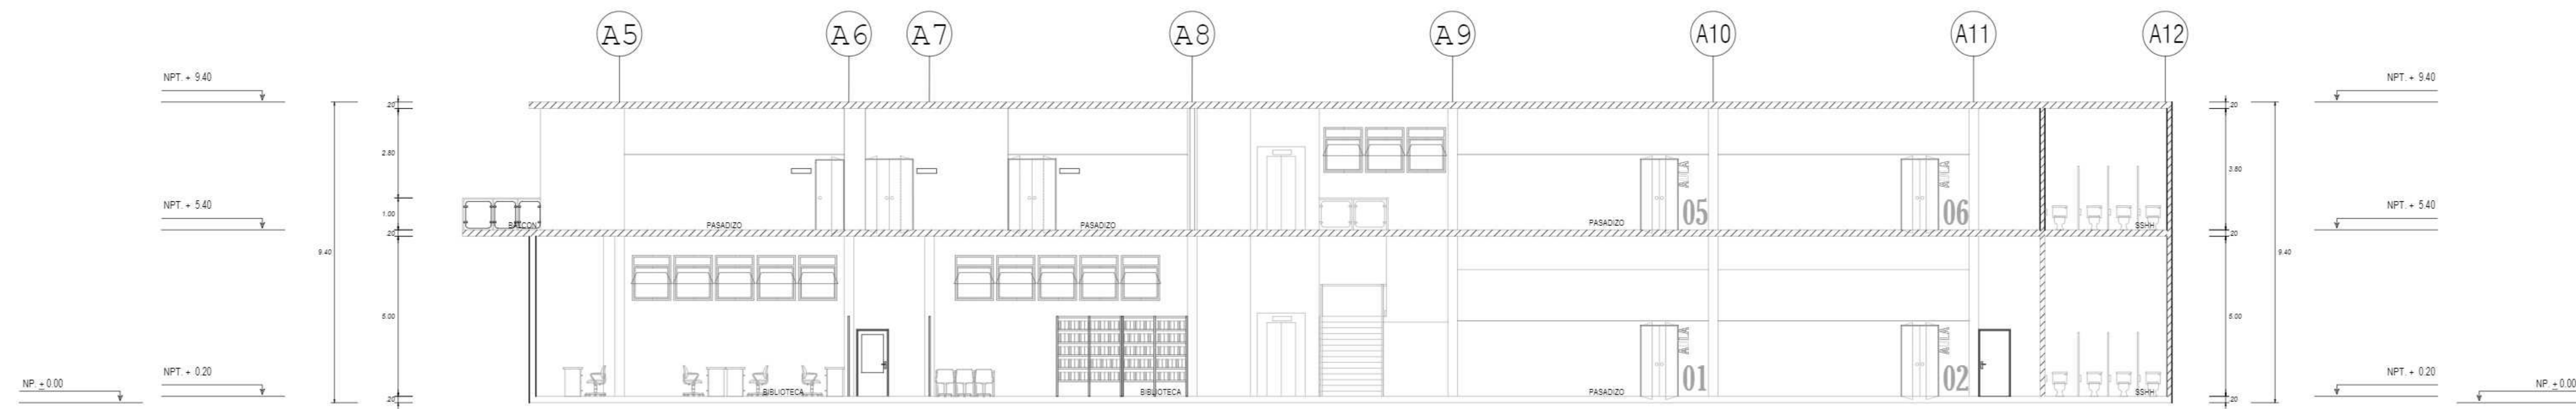 A5 A6 A7 A8 A9 A10 A11 A12
NPT. + 9.40
NPT. + 9.40
.20
.20
2.80
3.80
AULA
AULA
NPT. + 5.40
NPT. + 5.40
1.00
05
06
BALCON
PASADIZO
PASADIZO
PASADIZO
SSHH.
.20
.20
9.40
9.40
5.00
5.00
AULA
AULA
NPT. + 0.20
NPT. + 0.20
01
02
NP. ± 0.00
NP. ± 0.00
BIBLIOTECA
BIBLIOTECA
PASADIZO
SSHH.
.20
.20